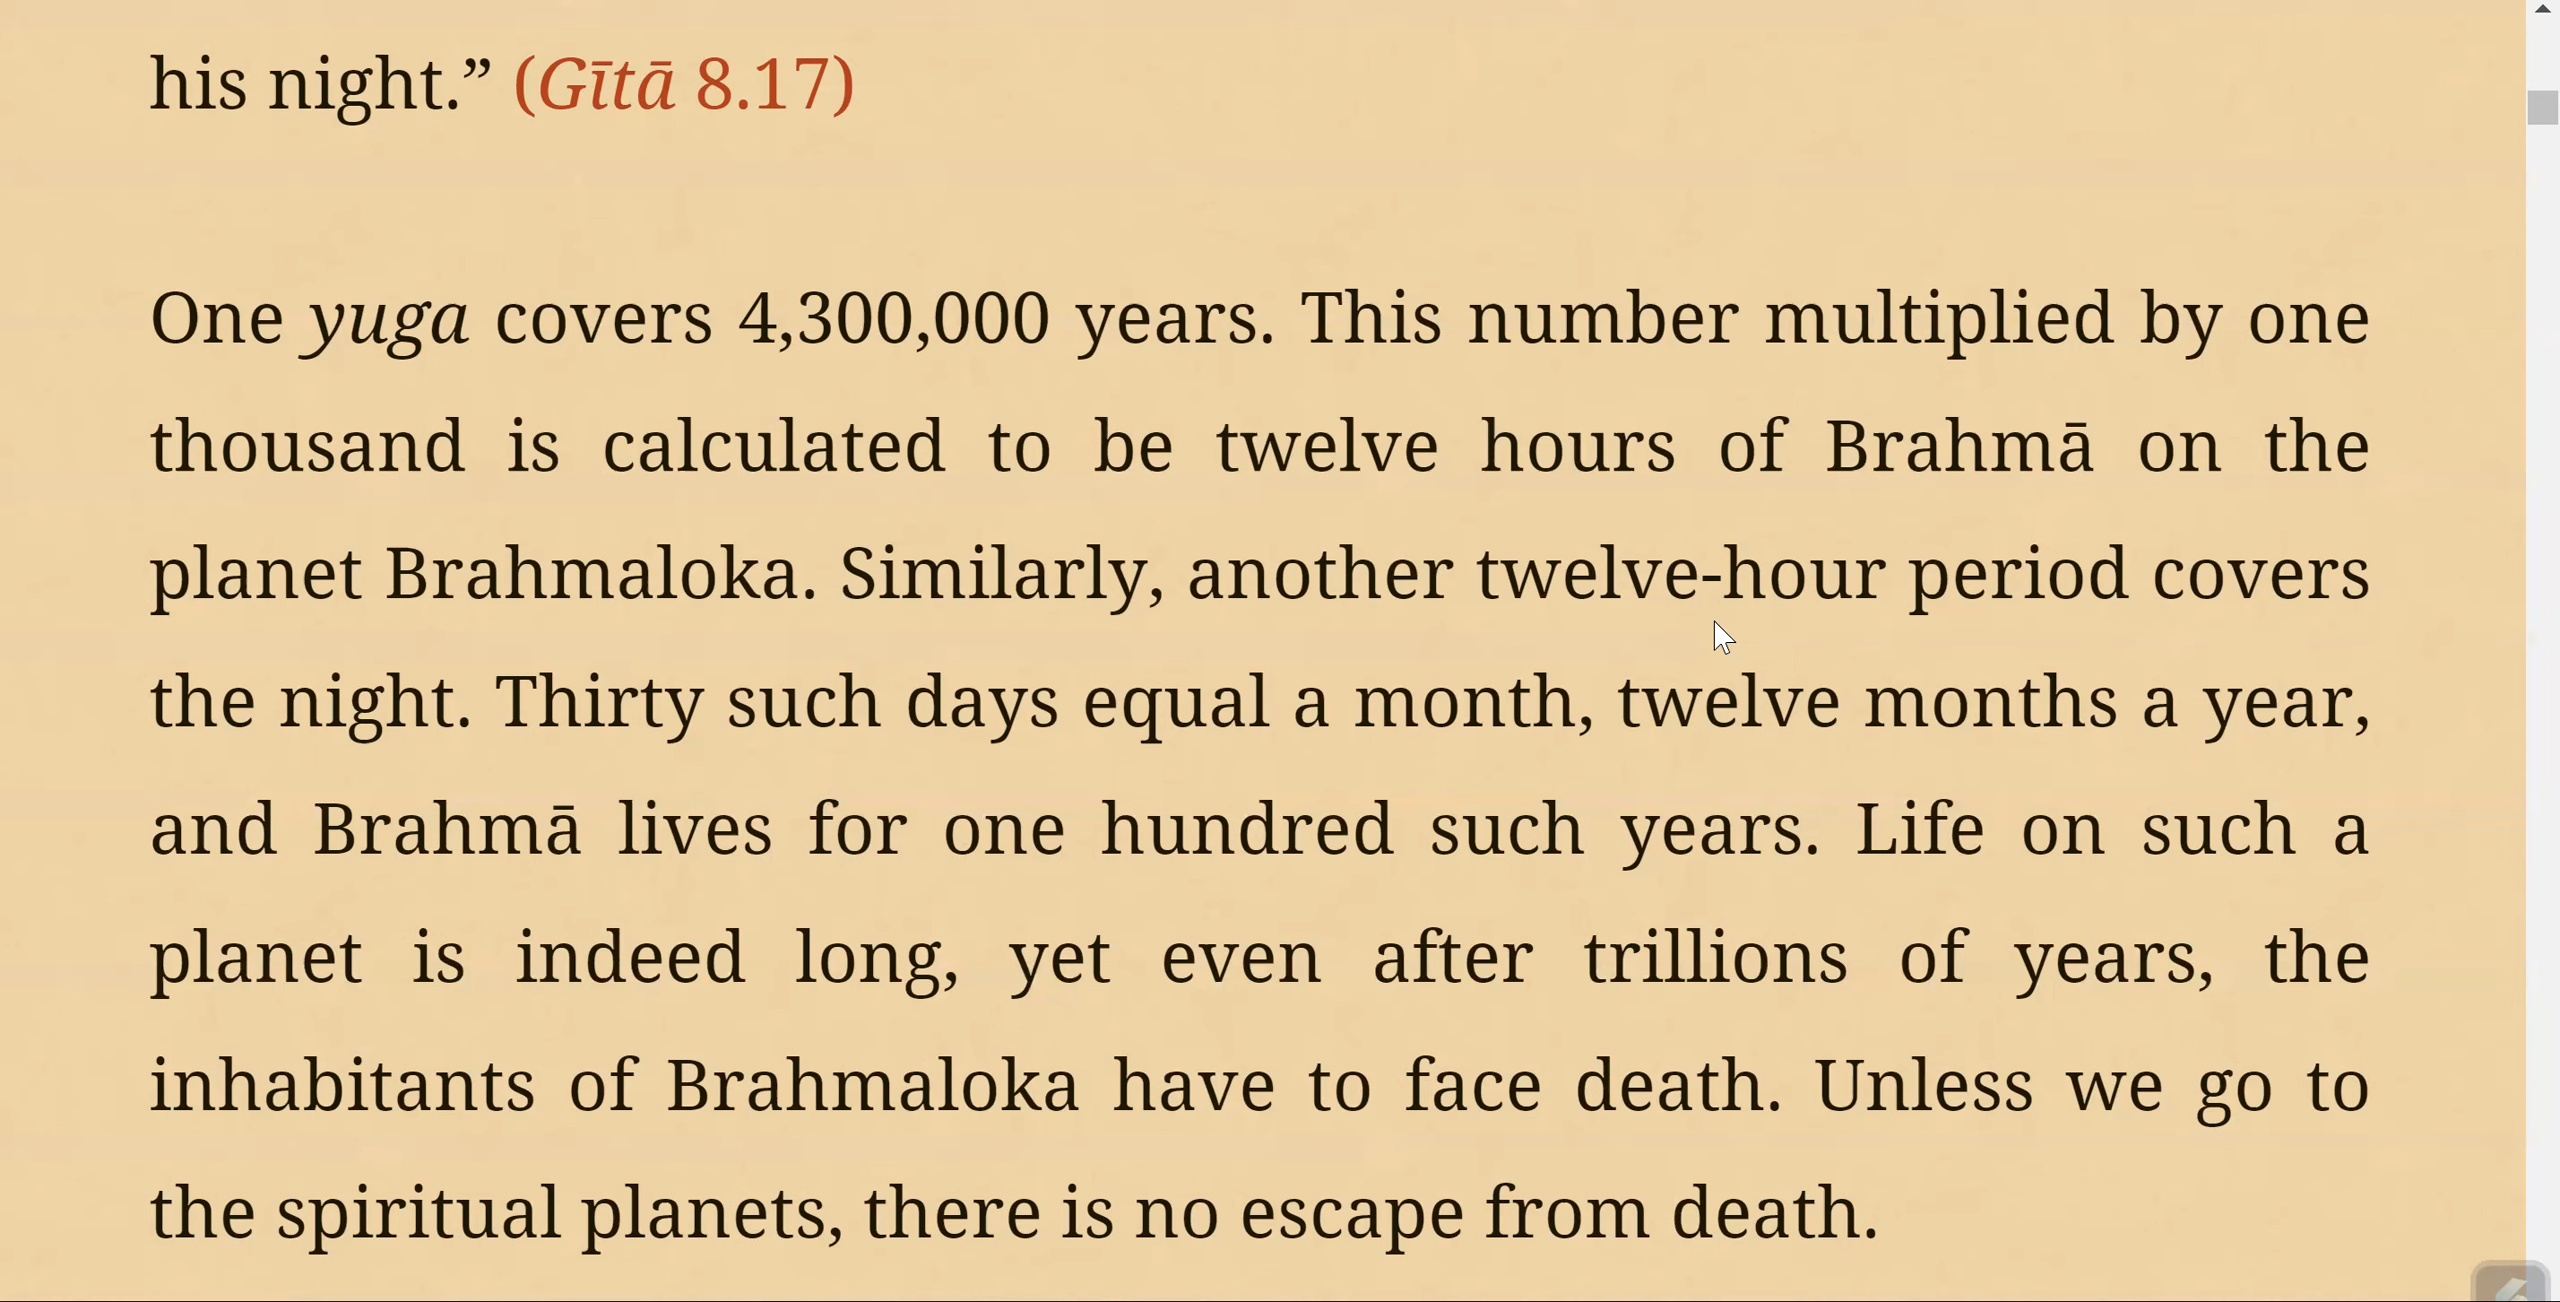 his night.” (Gītā 8.17)
One yuga covers 4,300,000 years. This number multiplied by one
thousand is calculated to be twelve hours of Brahmā on the
planet Brahmaloka. Similarly, another twelve-hour period covers
the night. Thirty such days equal a month, twelve months a year,
and Brahmā lives for one hundred such years. Life on such a
planet is indeed long, yet even after trillions of years, the
inhabitants of Brahmaloka have to face death. Unless we go to
the spiritual planets, there is no escape from death.